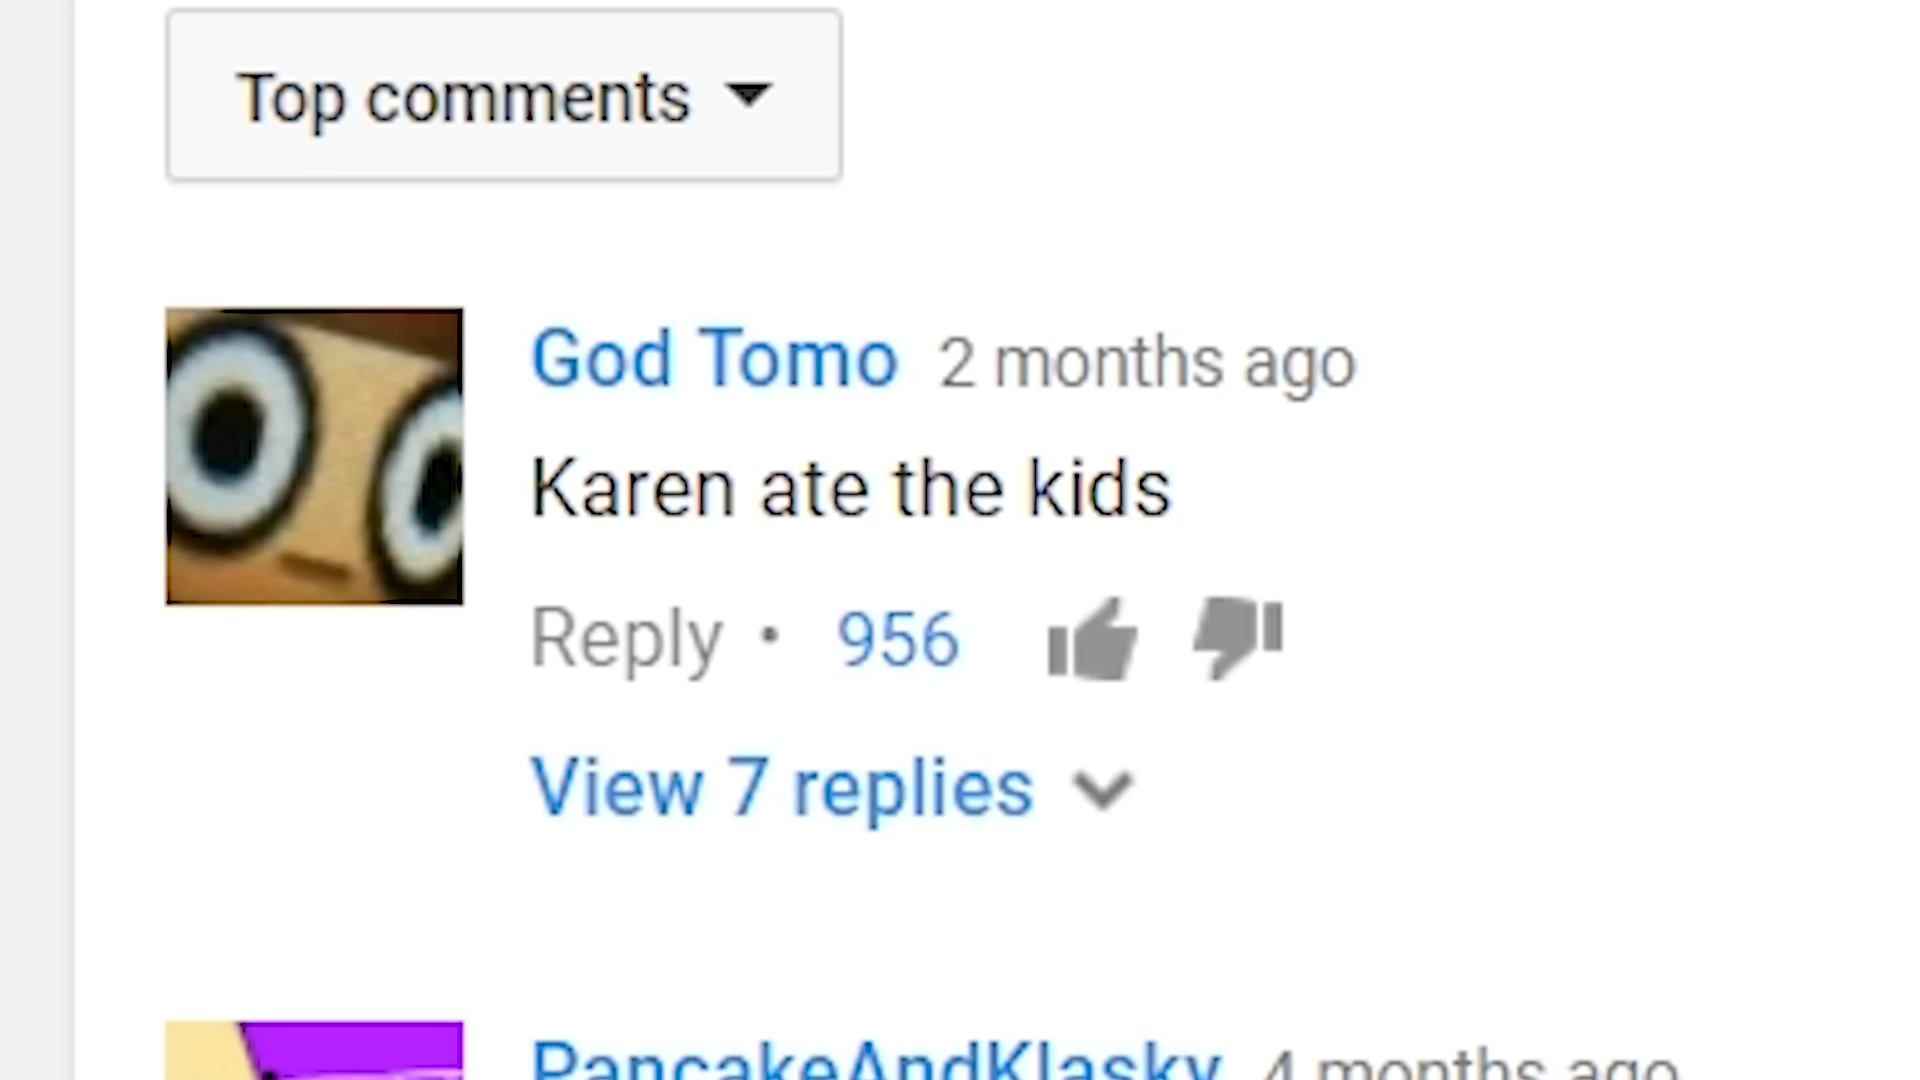 Top comments
God Tomo 2 months ago
Karen ate the kids
Reply • 956
View 7 replies
PancakeAndKlasky 4 months ago